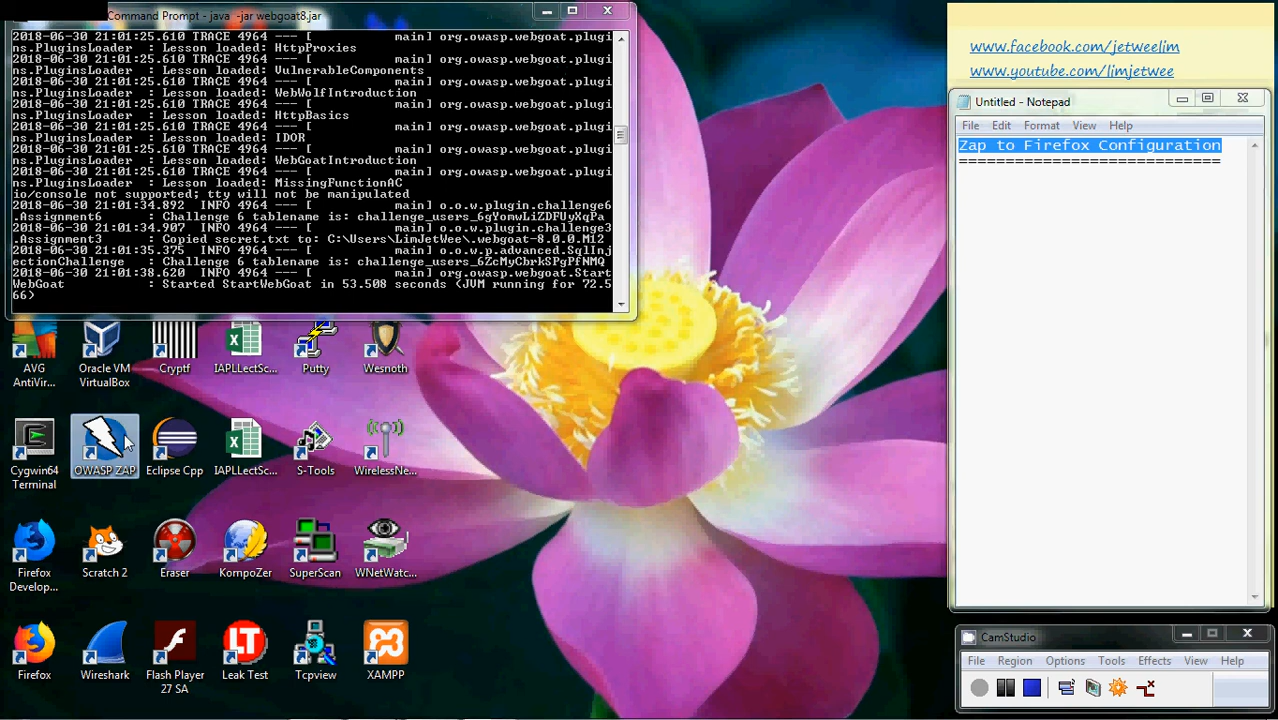 Command Prompt - java -jar webgoat8.jar
2018-06-30 21:01:25.610 TRACE 4964 --- [           main] org.owasp.webgoat.plugi
ns.PluginsLoader  : Lesson loaded: HttpProxies
2018-06-30 21:01:25.610 TRACE 4964 --- [           main] org.owasp.webgoat.plugi
ns.PluginsLoader  : Lesson loaded: VulnerableComponents
2018-06-30 21:01:25.610 TRACE 4964 --- [           main] org.owasp.webgoat.plugi
ns.PluginsLoader  : Lesson loaded: WebWolfIntroduction
2018-06-30 21:01:25.610 TRACE 4964 --- [           main] org.owasp.webgoat.plugi
ns.PluginsLoader  : Lesson loaded: HttpBasics
2018-06-30 21:01:25.610 TRACE 4964 --- [           main] org.owasp.webgoat.plugi
ns.PluginsLoader  : Lesson loaded: IDOR
2018-06-30 21:01:25.610 TRACE 4964 --- [           main] org.owasp.webgoat.plugi
ns.PluginsLoader  : Lesson loaded: WebGoatIntroduction
2018-06-30 21:01:25.610 TRACE 4964 --- [           main] org.owasp.webgoat.plugi
ns.PluginsLoader  : Lesson loaded: MissingFunctionAC
io/console not supported; tty will not be manipulated
2018-06-30 21:01:34.892  INFO 4964 --- [           main] o.o.w.plugin.challenge6
.Assignment6      : Challenge 6 tablename is: challenge_users_6gYomwLiZDFUyXqPa
2018-06-30 21:01:34.907  INFO 4964 --- [           main] o.o.w.plugin.challenge3
.Assignment3      : Copied secret.txt to: C:\Users\LimJetWee\.webgoat-8.0.0.M12
2018-06-30 21:01:35.375  INFO 4964 --- [           main] o.o.w.p.advanced.SqlInj
ectionChallenge   : Challenge 6 tablename is: challenge_users_6ZcMyCbrkSPgPfNMQ
2018-06-30 21:01:38.620  INFO 4964 --- [           main] org.owasp.webgoat.Start
WebGoat           : Started StartWebGoat in 53.508 seconds (JVM running for 72.5
66)
www.facebook.com/jetweelim
www.youtube.com/limjetwee
Untitled - Notepad
File Edit Format View Help
Zap to Firefox Configuration
============================
AVG AntiVir...
Oracle VM VirtualBox
Cryptf
IAPLLectSc...
Putty
Wesnoth
Cygwin64 Terminal
OWASP ZAP
Eclipse Cpp
IAPLLectSc...
S-Tools
WirelessNe...
Firefox Develop...
Scratch 2
Eraser
KompoZer
SuperScan
WNetWatc...
Firefox
Wireshark
Flash Player 27 SA
LT
Leak Test
Tcpview
XAMPP
CamStudio
File Region Options Tools Effects View Help